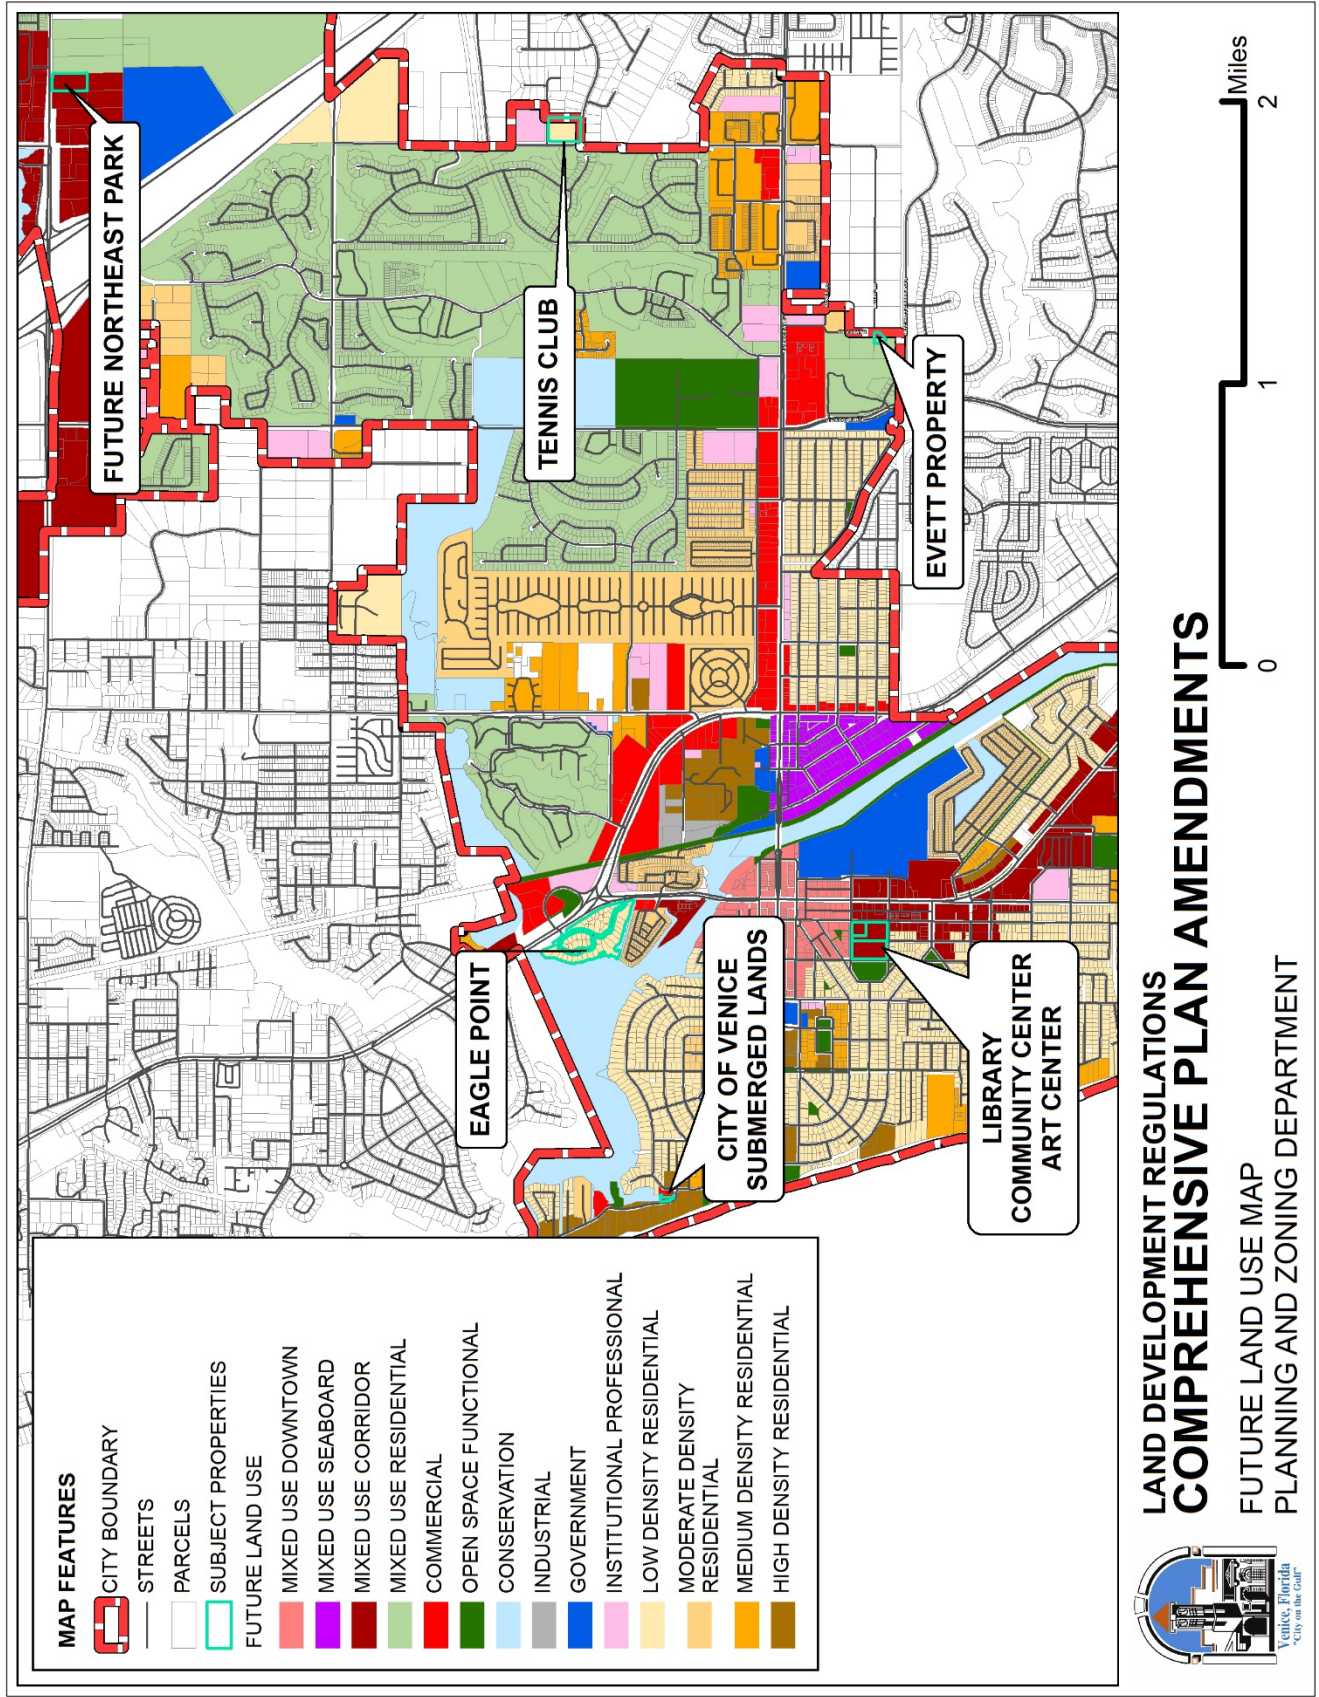 FUTURE NORTHEAST PARK
TENNIS CLUB
EVETT PROPERTY
EAGLE POINT
CITY OF VENICE
SUBMERGED LANDS
LIBRARY
COMMUNITY CENTER
ART CENTER
MAP FEATURES
CITY BOUNDARY
STREETS
PARCELS
SUBJECT PROPERTIES
FUTURE LAND USE
MIXED USE DOWNTOWN
MIXED USE SEABOARD
MIXED USE CORRIDOR
MIXED USE RESIDENTIAL
COMMERCIAL
OPEN SPACE FUNCTIONAL
CONSERVATION
INDUSTRIAL
GOVERNMENT
INSTITUTIONAL PROFESSIONAL
LOW DENSITY RESIDENTIAL
MODERATE DENSITY
RESIDENTIAL
MEDIUM DENSITY RESIDENTIAL
HIGH DENSITY RESIDENTIAL
Venice, Florida
"City on the Gulf"
LAND DEVELOPMENT REGULATIONS
COMPREHENSIVE PLAN AMENDMENTS
FUTURE LAND USE MAP
PLANNING AND ZONING DEPARTMENT
0 1 2
Miles